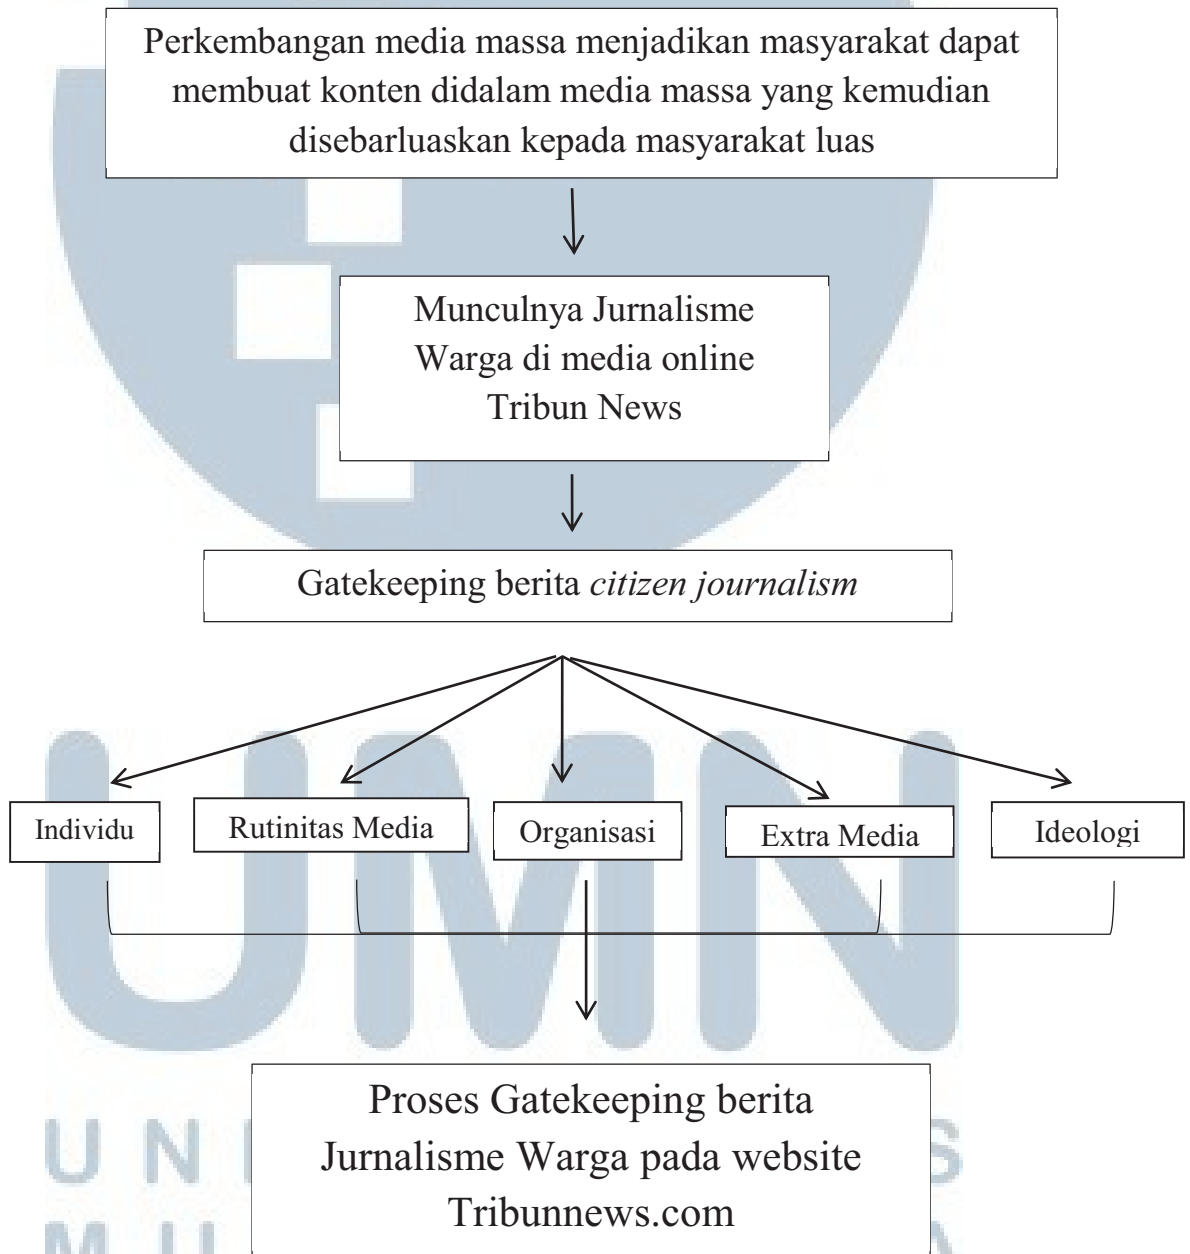 Perkembangan media massa menjadikan masyarakat dapat
membuat konten didalam media massa yang kemudian
disebarluaskan kepada masyarakat luas
Munculnya Jurnalisme
Warga di media online
Tribun News
Gatekeeping berita citizen journalism
Individu
Rutinitas Media
Organisasi
Extra Media
Ideologi
UMN
Proses Gatekeeping berita
Jurnalisme Warga pada website
Tribunnews.com